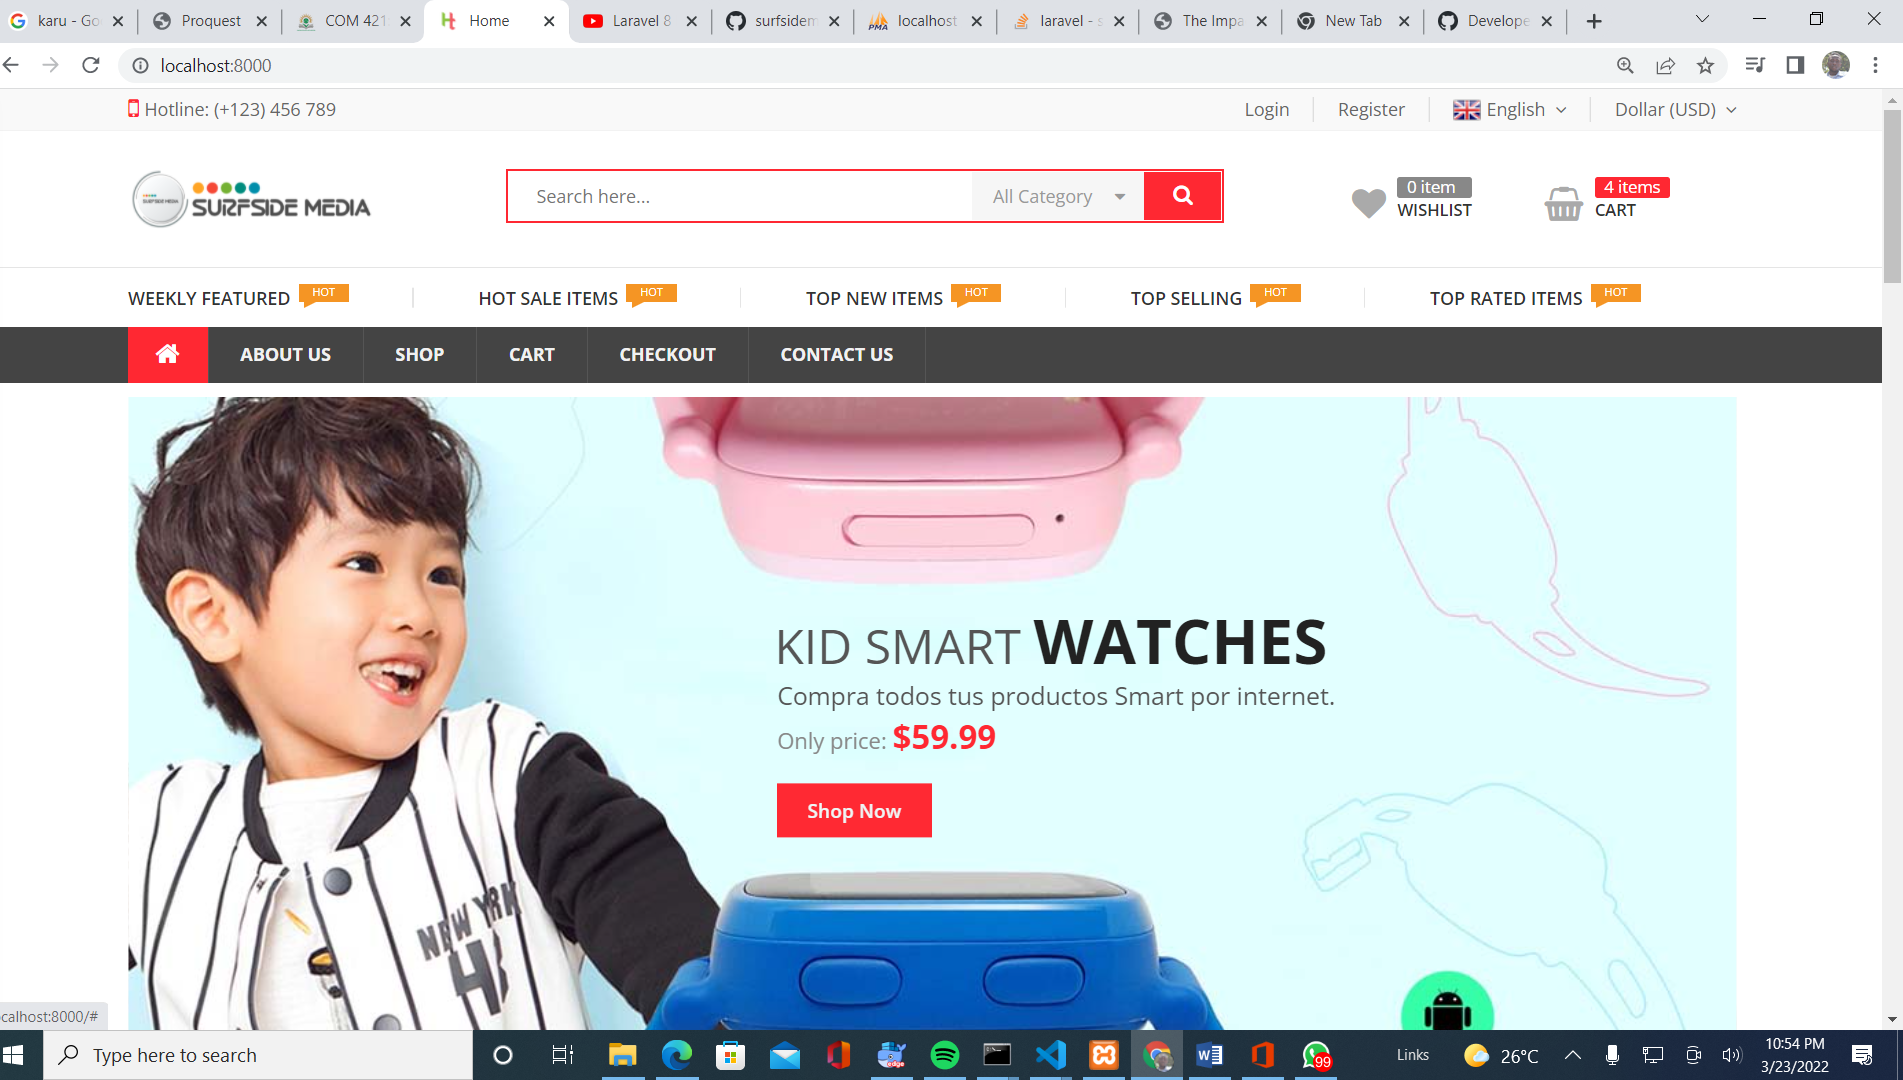 karu - Go
Proquest
COM 421
Home
Laravel 8
surfsidem
localhost
laravel - s
The Impa
New Tab
Develope
localhost:8000
Hotline: (+123) 456 789
Login
Register
English
Dollar (USD)
SURFSIDE MEDIA
Search here...
All Category
0 item
WISHLIST
4 items
CART
WEEKLY FEATURED HOT
HOT SALE ITEMS HOT
TOP NEW ITEMS HOT
TOP SELLING HOT
TOP RATED ITEMS HOT
ABOUT US
SHOP
CART
CHECKOUT
CONTACT US
KID SMART WATCHES
Compra todos tus productos Smart por internet.
Only price: $59.99
Shop Now
NEW YRK
calhost:8000/#
Type here to search
99
Links
26°C
10:54 PM
3/23/2022